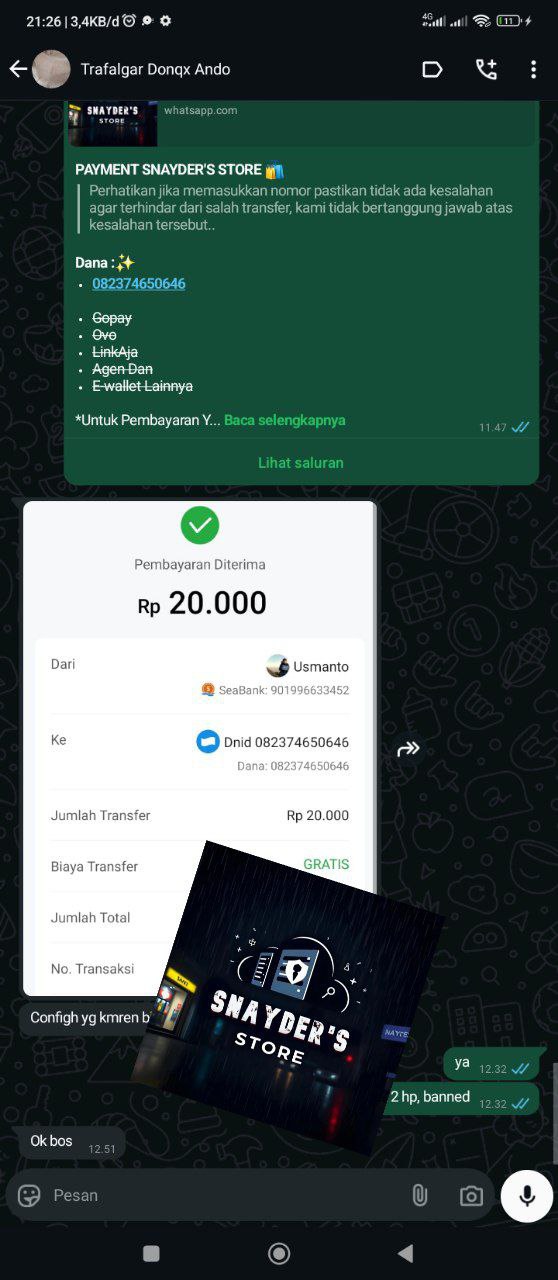 21:26 | 3,4KB/d
4G
11
Trafalgar Donqx Ando
SNAYDER'S
STORE
whatsapp.com
PAYMENT SNAYDER'S STORE 🛍️
Perhatikan jika memasukkan nomor pastikan tidak ada kesalahan
agar terhindar dari salah transfer, kami tidak bertanggung jawab atas
kesalahan tersebut..
Dana :✨
• 082374650646
• Gopay
• Ovo
• LinkAja
• Agen Dan
• E-wallet Lainnya
*Untuk Pembayaran Y... Baca selengkapnya
11.47
Lihat saluran
Pembayaran Diterima
Rp 20.000
Dari
Usmanto
SeaBank: 901996633452
Ke
Dnid 082374650646
Dana: 082374650646
Jumlah Transfer
Rp 20.000
Biaya Transfer
GRATIS
Jumlah Total
No. Transaksi
SNAYDER'S
STORE
Configh yg kmren
ya 12.32
2 hp, banned 12.32
Ok bos 12.51
Pesan